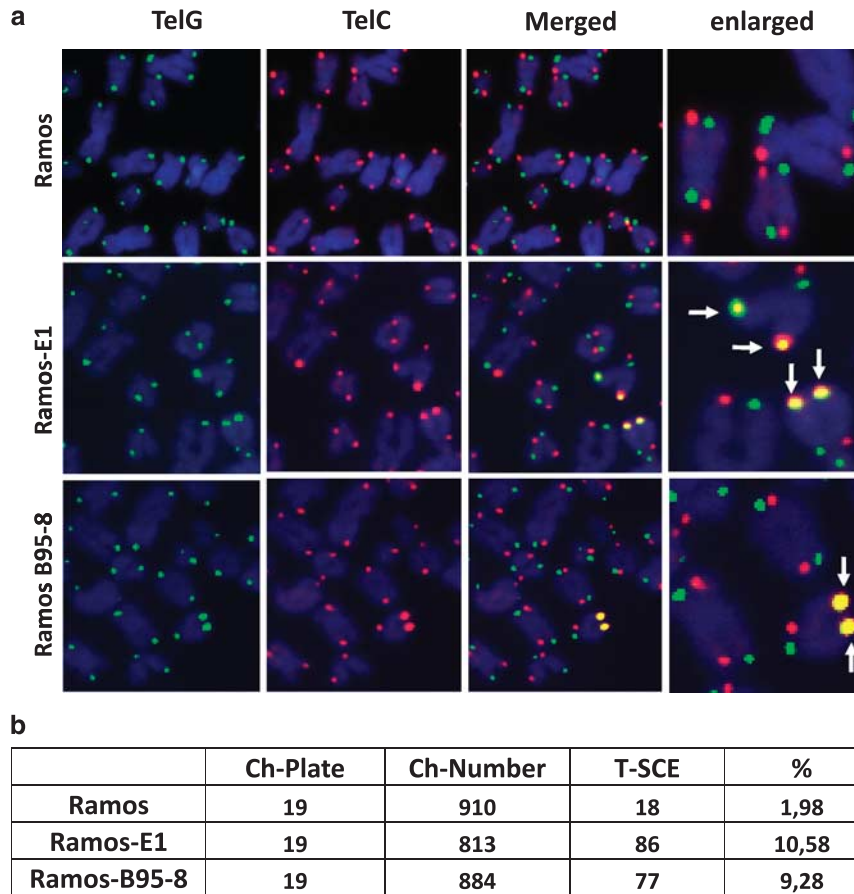 a
TelG TelC Merged enlarged
Ramos
Ramos-E1
Ramos B95-8
b
Ch-Plate Ch-Number T-SCE %
Ramos 19 910 18 1,98
Ramos-E1 19 813 86 10,58
Ramos-B95-8 19 884 77 9,28